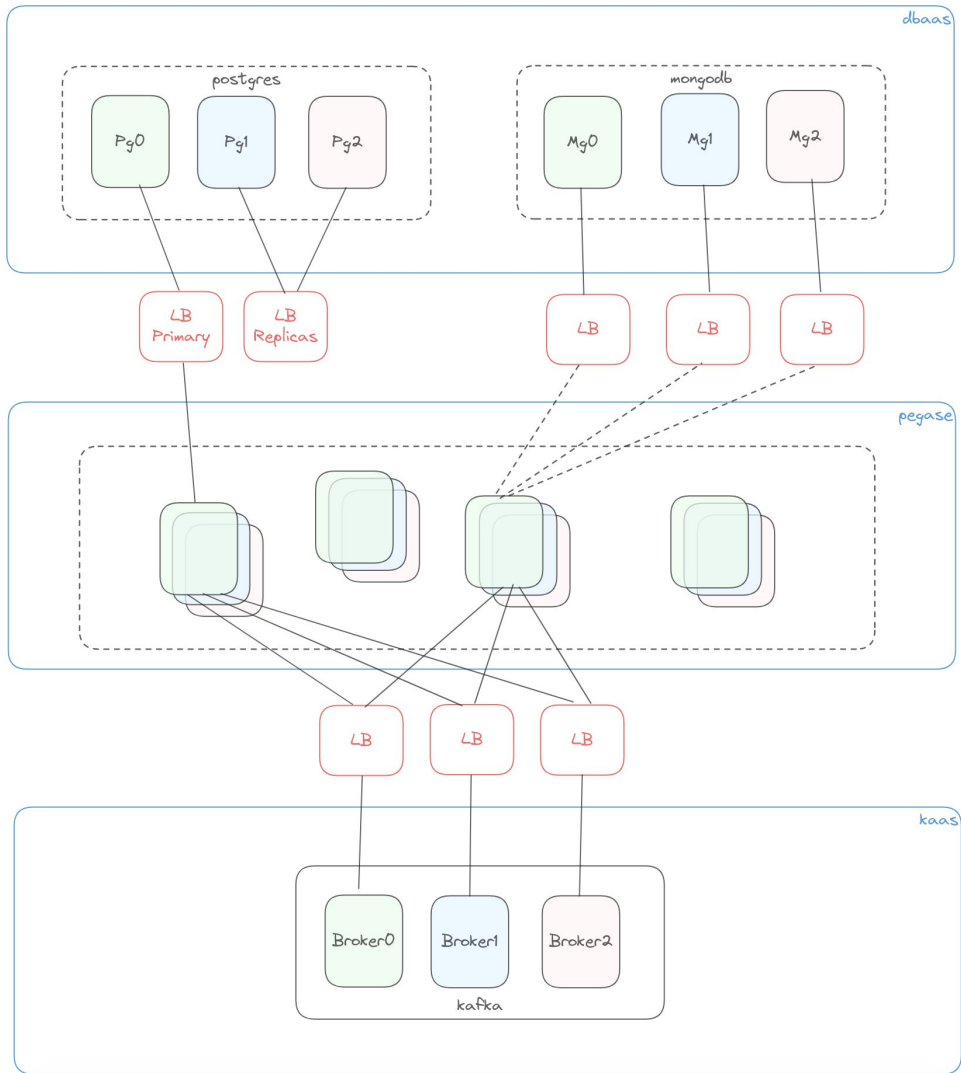 dbaas
postgres
mongodb
Pg0
Pg1
Pg2
Mg0
Mg1
Mg2
LB
Primary
LB
Replicas
LB
LB
LB
pegase
LB
LB
LB
kaas
Broker0
Broker1
Broker2
kafka